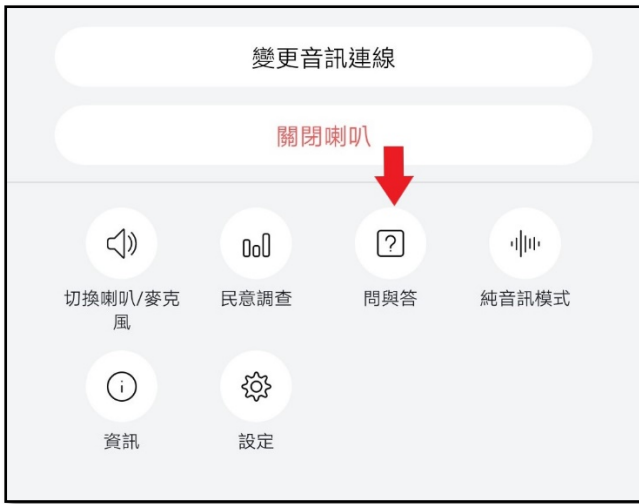 變更音訊連線
關閉喇叭
切換喇叭/麥克
風
民意調查
問與答
純音訊模式
資訊
設定